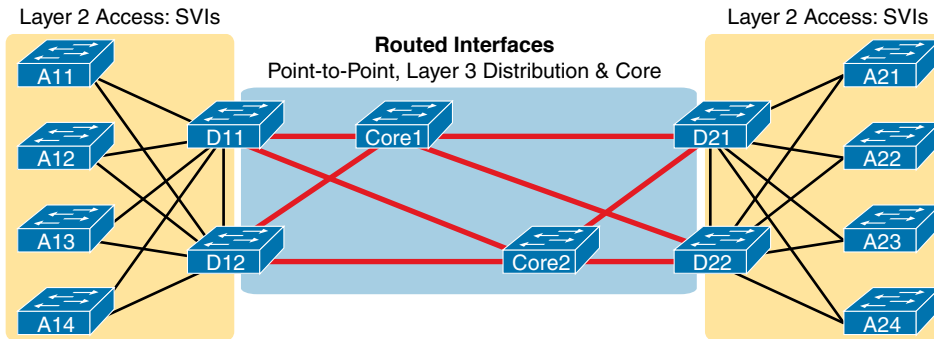 Layer 2 Access: SVIs
Layer 2 Access: SVIs
Routed Interfaces
Point-to-Point, Layer 3 Distribution & Core
A11
A21
D11
Core1
D21
A12
A22
A13
A23
D12
Core2
D22
A14
A24